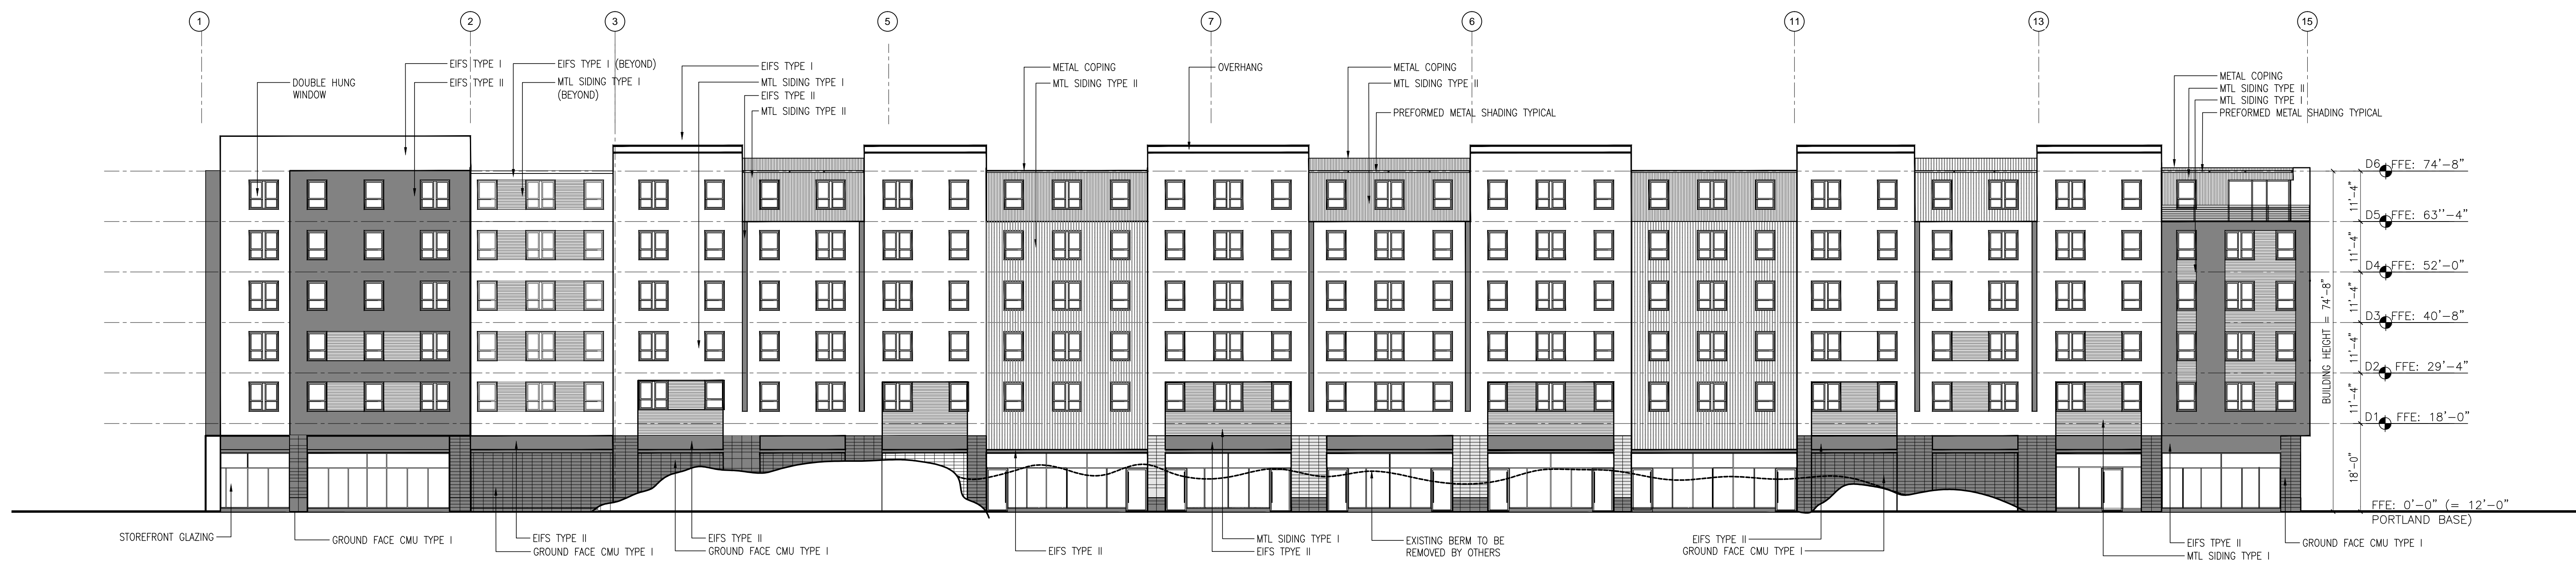 1
2
3
5
7
6
11
13
15
DOUBLE HUNG
WINDOW
EIFS TYPE I
EIFS TYPE II
EIFS TYPE I (BEYOND)
MTL SIDING TYPE I
(BEYOND)
EIFS TYPE I
MTL SIDING TYPE I
EIFS TYPE II
MTL SIDING TYPE II
METAL COPING
MTL SIDING TYPE II
OVERHANG
METAL COPING
MTL SIDING TYPE II
PREFORMED METAL SHADING TYPICAL
METAL COPING
MTL SIDING TYPE II
MTL SIDING TYPE I
PREFORMED METAL SHADING TYPICAL
D6 FFE: 74'-8"
11'-4"
D5 FFE: 63''-4"
11'-4"
D4 FFE: 52'-0"
11'-4"
D3 FFE: 40'-8"
11'-4"
D2 FFE: 29'-4"
11'-4"
D1 FFE: 18'-0"
18'-0"
BUILDING HEIGHT = 74'-8"
FFE: 0'-0" (= 12'-0"
PORTLAND BASE)
STOREFRONT GLAZING
GROUND FACE CMU TYPE I
EIFS TYPE II
GROUND FACE CMU TYPE I
EIFS TYPE II
GROUND FACE CMU TYPE I
EIFS TYPE II
MTL SIDING TYPE I
EIFS TPYE II
EXISTING BERM TO BE
REMOVED BY OTHERS
EIFS TYPE II
GROUND FACE CMU TYPE I
EIFS TPYE II
MTL SIDING TYPE I
GROUND FACE CMU TYPE I